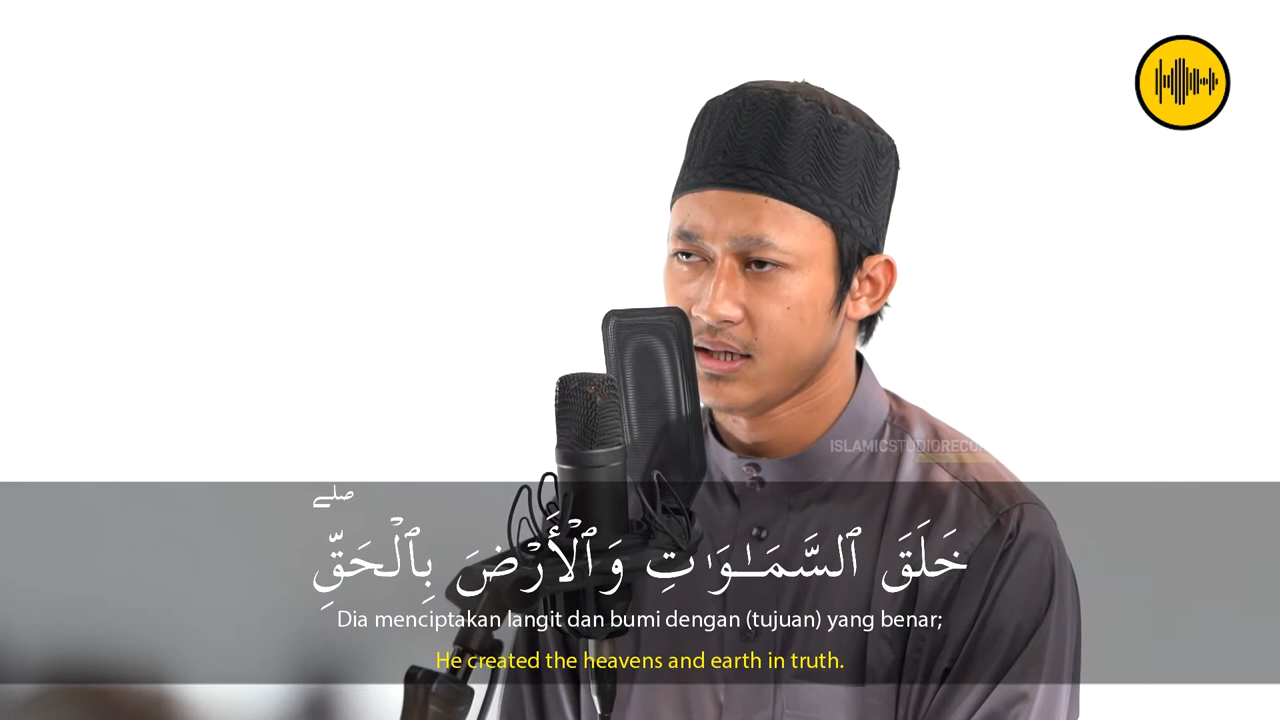 ISLAMICSTUDIORECO
صلے
خَلَقَ ٱلسَّمَـٰوَٰتِ وَٱلْأَرْضَ بِٱلْحَقِّ
Dia menciptakan langit dan bumi dengan (tujuan) yang benar;
He created the heavens and earth in truth.